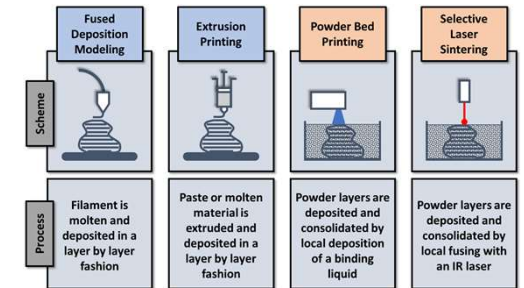 Fused
Deposition
Modeling
Extrusion
Printing
Powder Bed
Printing
Selective
Laser
Sintering
Scheme
Process
Filament is
molten and
deposited in a
layer by layer
fashion
Paste or molten
material is
extruded and
deposited in a
layer by layer
fashion
Powder layers are
deposited and
consolidated by
local deposition
of a binding
liquid
Powder layers are
deposited and
consolidated by
local fusing with
an IR laser